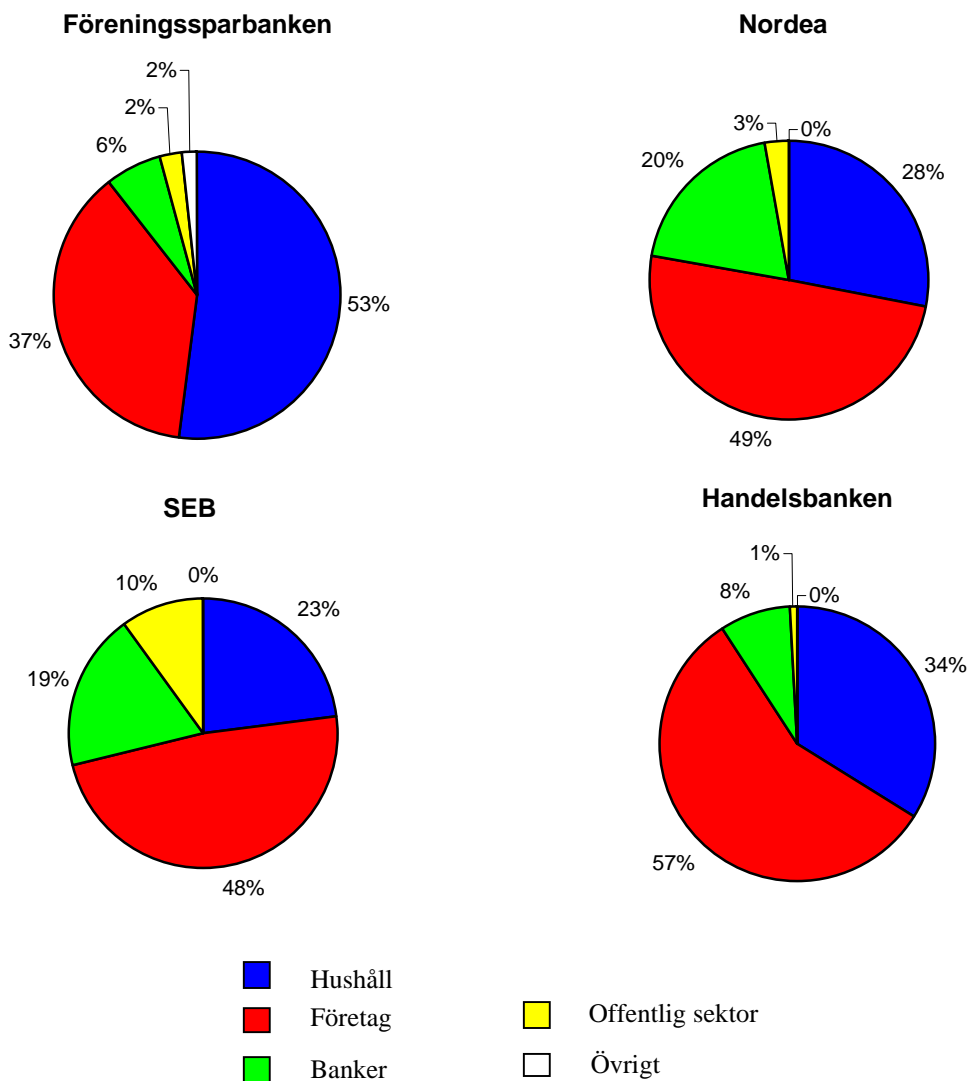 Föreningssparbanken
2%
2%
6%
53%
37%
Nordea
3%
0%
20%
28%
49%
SEB
10%
0%
23%
19%
48%
Handelsbanken
1%
8%
0%
34%
57%
Hushåll
Företag
Banker
Offentlig sektor
Övrigt